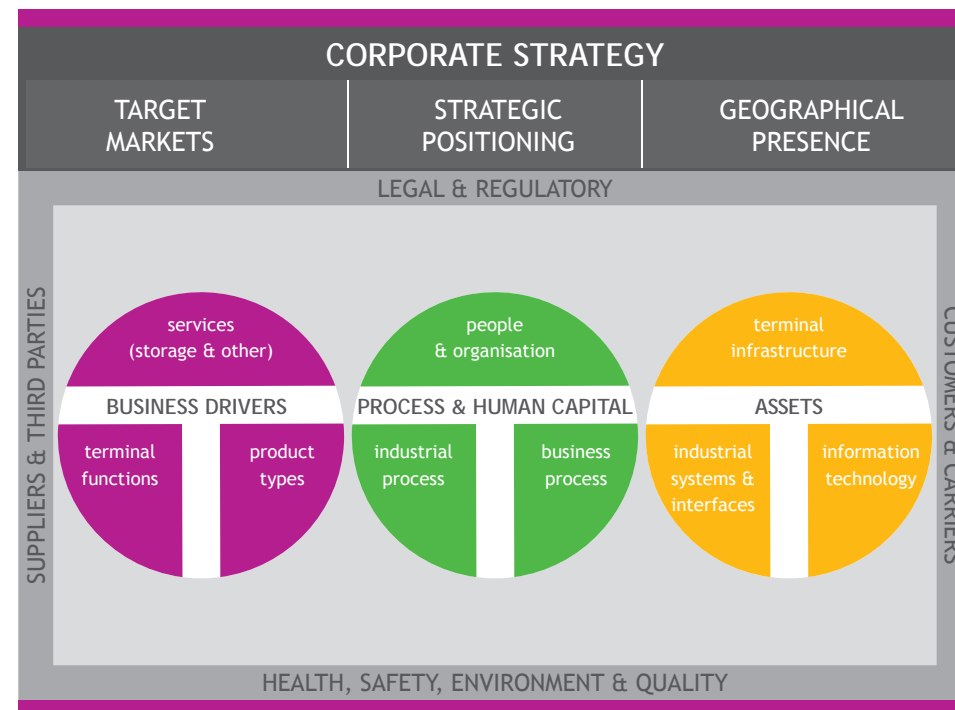 CORPORATE STRATEGY
TARGET
MARKETS
STRATEGIC
POSITIONING
GEOGRAPHICAL
PRESENCE
LEGAL & REGULATORY
SUPPLIERS & THIRD PARTIES
services
(storage & other)
BUSINESS DRIVERS
terminal
functions
product
types
people
& organisation
PROCESS & HUMAN CAPITAL
industrial
process
business
process
terminal
infrastructure
ASSETS
industrial
systems &
interfaces
information
technology
CUSTOMERS & CARRIERS
HEALTH, SAFETY, ENVIRONMENT & QUALITY